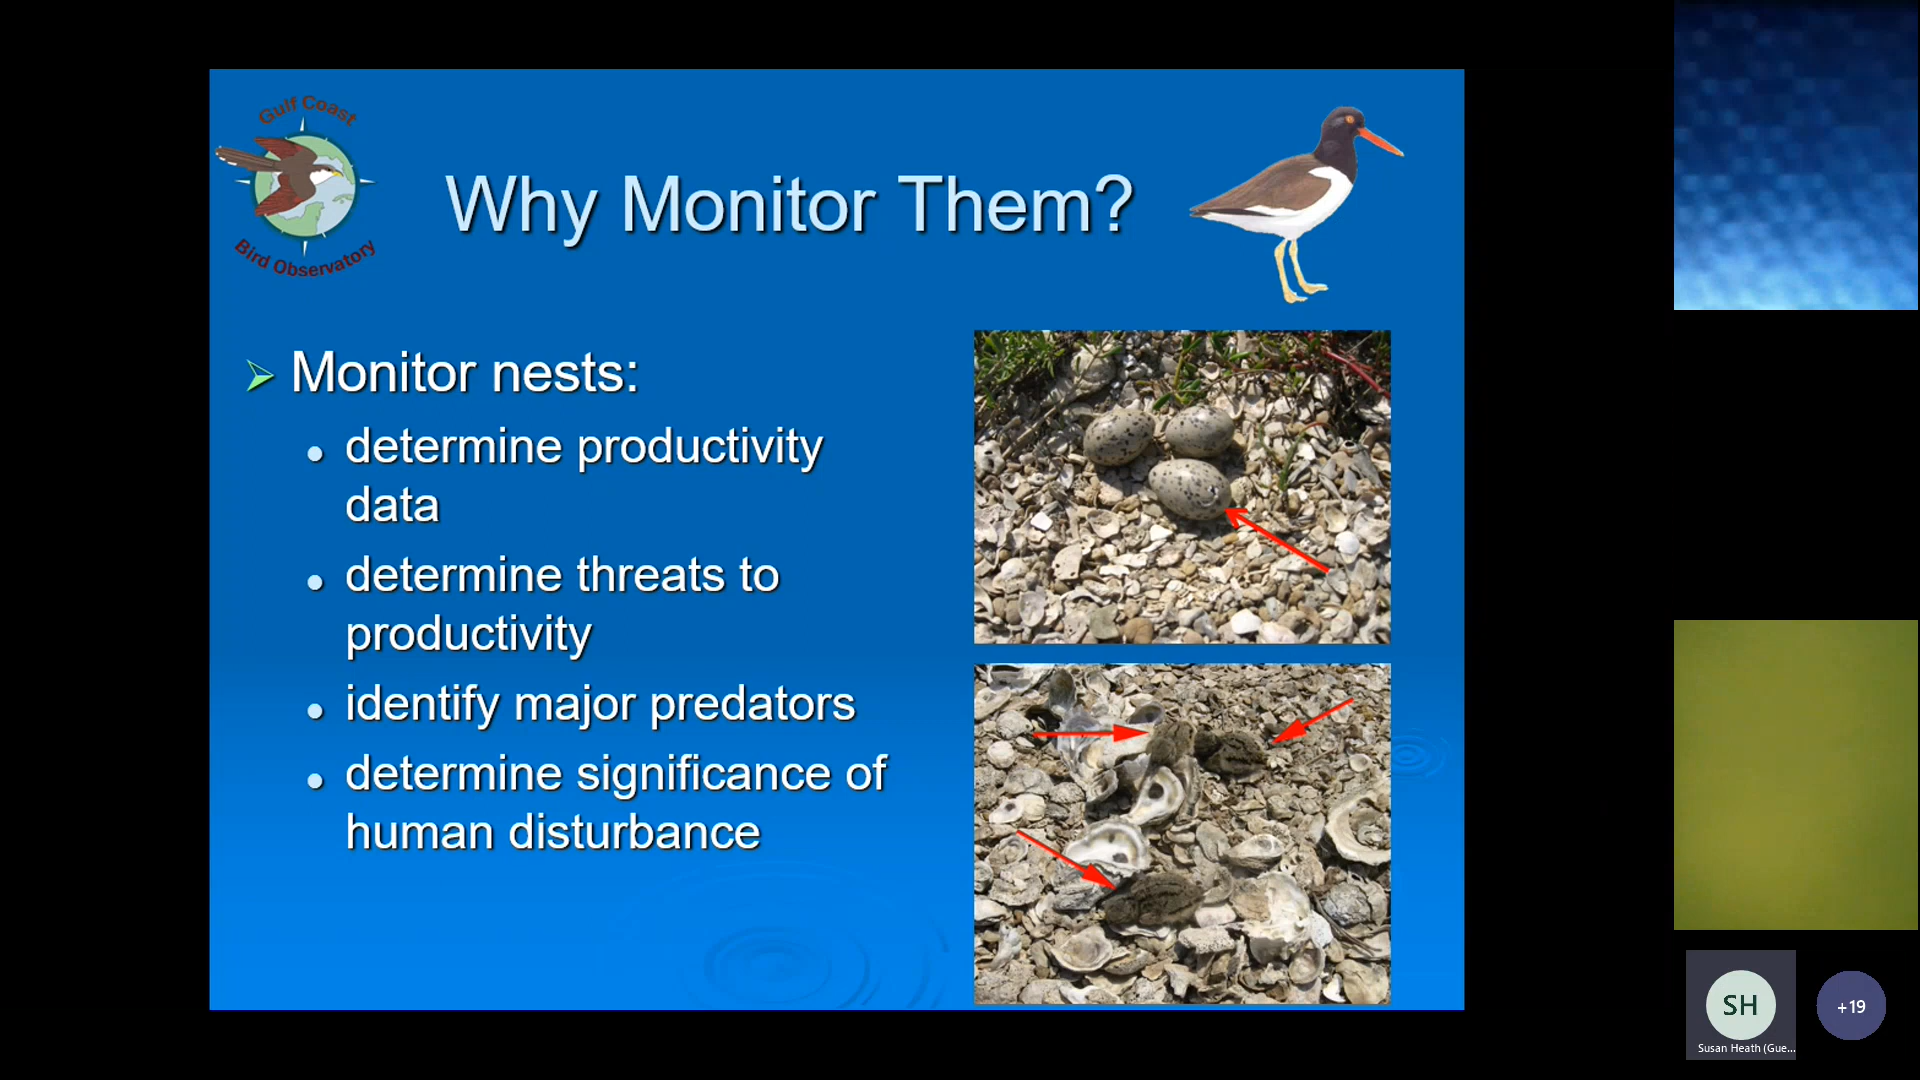 Gulf Coast
Bird Observatory
Why Monitor Them?
Monitor nests:
determine productivity
data
determine threats to
productivity
identify major predators
determine significance of
human disturbance
SH
+19
Susan Heath (Gue...